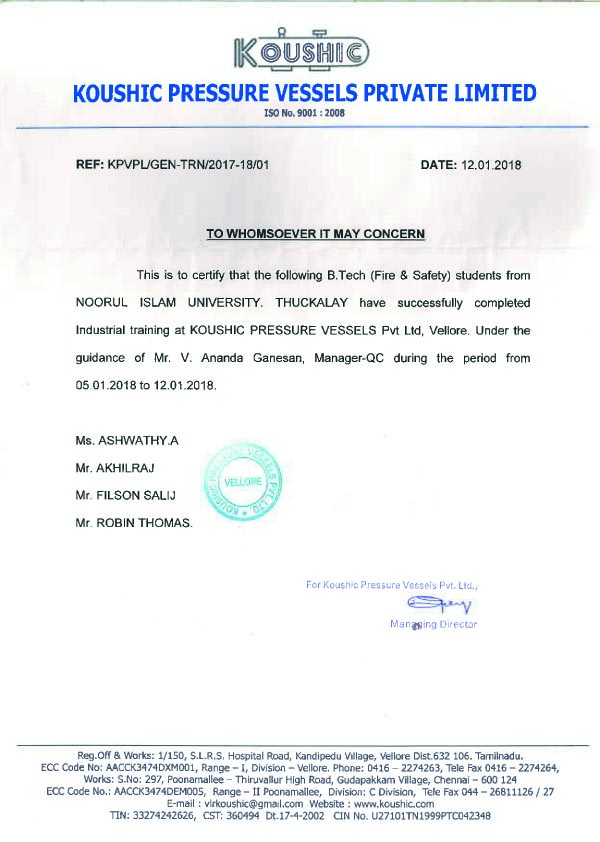 KOUSHIC
KOUSHIC PRESSURE VESSELS PRIVATE LIMITED
ISO No. 9001 : 2008
REF: KPVPL/GEN-TRN/2017-18/01 DATE: 12.01.2018
TO WHOMSOEVER IT MAY CONCERN
This is to certify that the following B.Tech (Fire & Safety) students from
NOORUL ISLAM UNIVERSITY. THUCKALAY have successfully completed
Industrial training at KOUSHIC PRESSURE VESSELS Pvt Ltd, Vellore. Under the
guidance of Mr. V. Ananda Ganesan, Manager-QC during the period from
05.01.2018 to 12.01.2018.
Ms. ASHWATHY.A
Mr. AKHILRAJ
Mr. FILSON SALIJ
Mr. ROBIN THOMAS.
KOUSHIC PRESSURE VESSELS PVT. LTD.
VELLORE
For Koushic Pressure Vessels Pvt. Ltd.,
Managing Director
Reg.Off & Works: 1/150, S.L.R.S. Hospital Road, Kandipedu Village, Vellore Dist.632 106. Tamilnadu.
ECC Code No: AACCK3474DXM001, Range – I, Division – Vellore. Phone: 0416 – 2274263, Tele Fax 0416 – 2274264,
Works: S.No: 297, Poonamallee – Thiruvallur High Road, Gudapakkam Village, Chennai – 600 124
ECC Code No.: AACCK3474DEM005, Range – II Poonamallee, Division: C Division, Tele Fax 044 – 26811126 / 27
E-mail : vlrkoushic@gmail.com Website : www.koushic.com
TIN: 33274242626, CST: 360494 Dt.17-4-2002 CIN No. U27101TN1999PTC042348